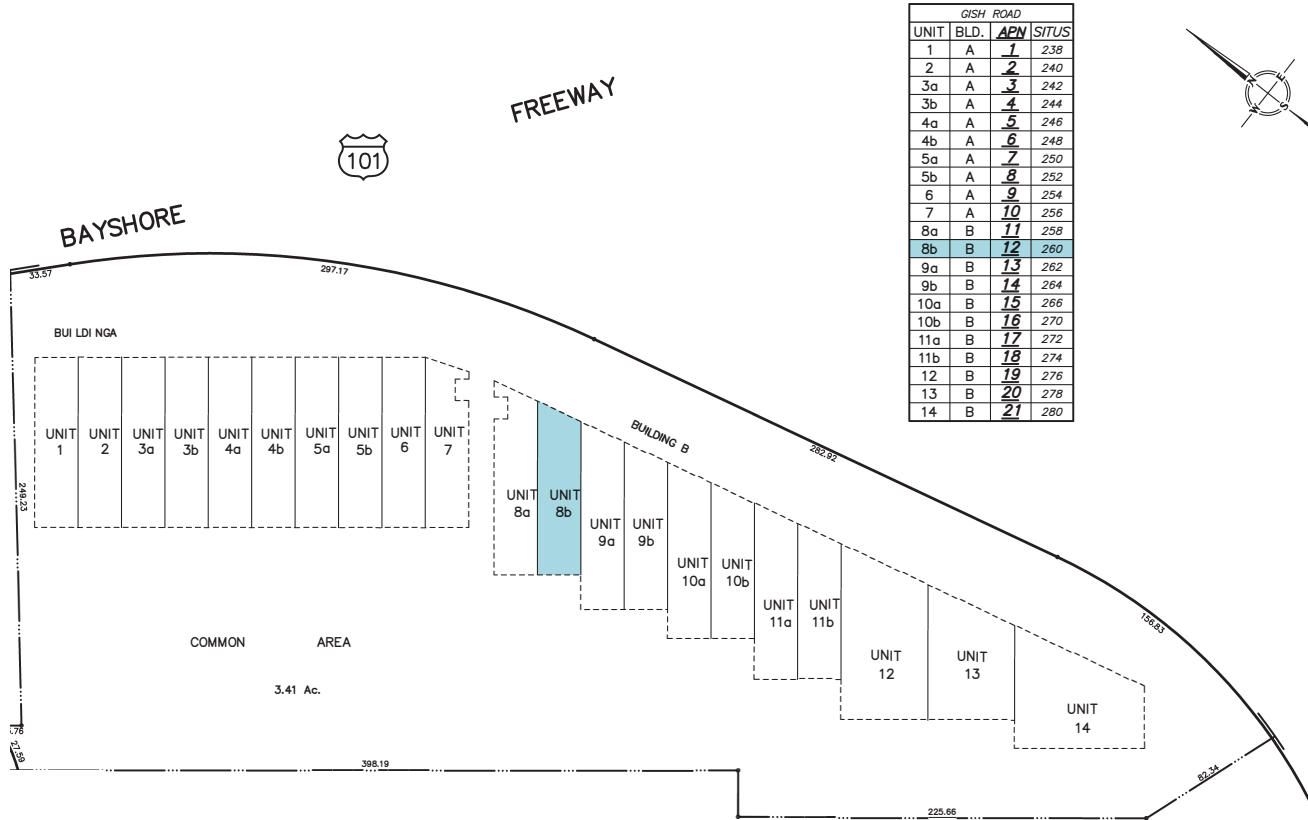 GISH ROAD
UNIT BLD. APN SITUS
1 A 1 238
2 A 2 240
3a A 3 242
3b A 4 244
4a A 5 246
4b A 6 248
5a A 7 250
5b A 8 252
6 A 9 254
7 A 10 256
8a B 11 258
8b B 12 260
9a B 13 262
9b B 14 264
10a B 15 266
10b B 16 270
11a B 17 272
11b B 18 274
12 B 19 276
13 B 20 278
14 B 21 280
N
E
S
W
FREEWAY
101
BAYSHORE
33.57
297.17
BUILDINGA
UNIT
1
UNIT
2
UNIT
3a
UNIT
3b
UNIT
4a
UNIT
4b
UNIT
5a
UNIT
5b
UNIT
6
UNIT
7
BUILDING B
282.92
249.23
UNIT
8a
UNIT
8b
UNIT
9a
UNIT
9b
UNIT
10a
UNIT
10b
UNIT
11a
UNIT
11b
UNIT
12
UNIT
13
UNIT
14
156.83
COMMON AREA
3.41 Ac.
.76
27.59
398.19
82.34
225.66